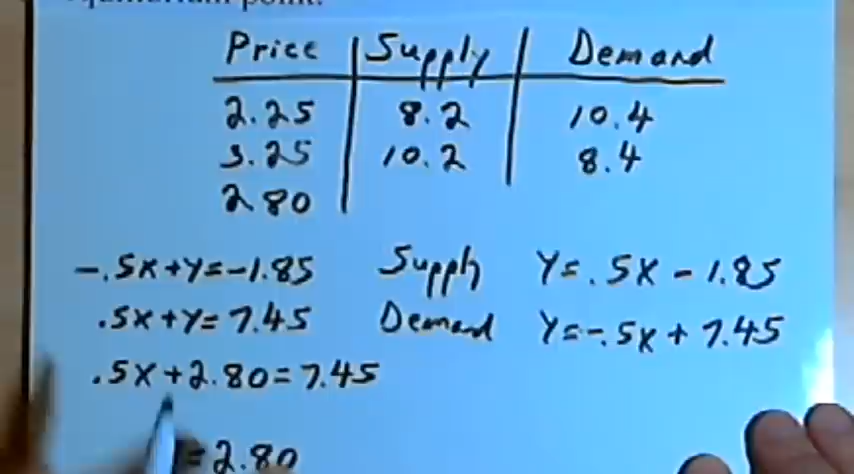 Price Supply Demand
2.25 8.2 10.4
3.25 10.2 8.4
2.80
-.5x+y=-1.85 Supply y=.5x-1.85
.5x+y=7.45 Demand y=-.5x+7.45
.5x+2.80=7.45
=2.80